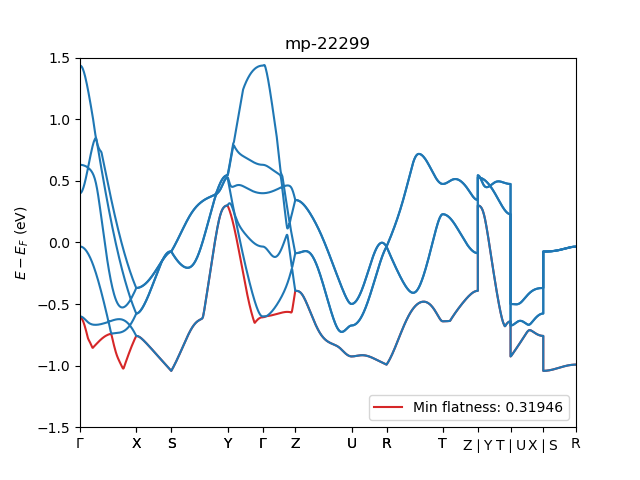 mp-22299
1.5
1.0
0.5
0.0
−0.5
−1.0
−1.5
E − E_F (eV)
Min flatness: 0.31946
Γ X S Y Γ Z U R T Z | Y T | U X | S R